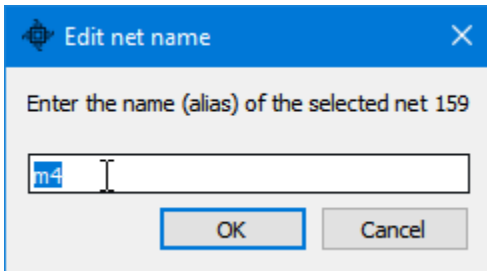 Edit net name
Enter the name (alias) of the selected net 159
m4
OK Cancel